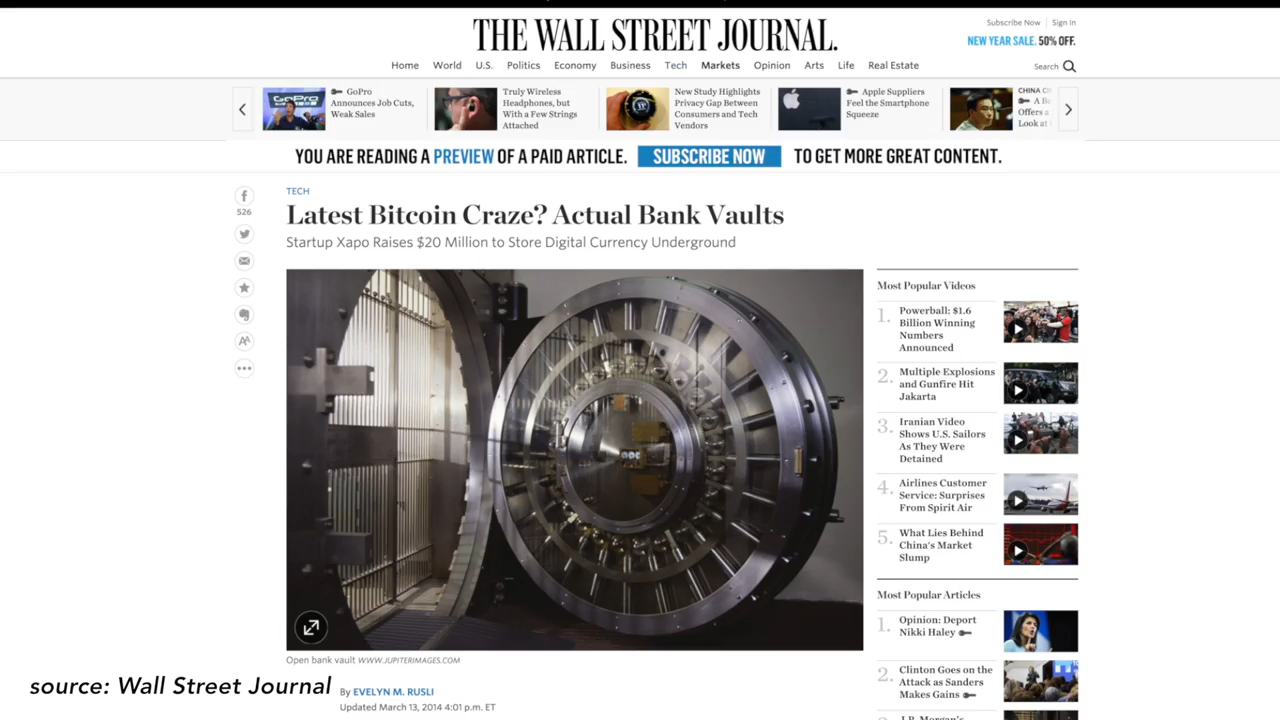 THE WALL STREET JOURNAL.
Subscribe Now | Sign In
NEW YEAR SALE. 50% OFF.
Home World U.S. Politics Economy Business Tech Markets Opinion Arts Life Real Estate
Search
GoPro
Announces Job Cuts,
Weak Sales
Truly Wireless
Headphones, but
With a Few Strings
Attached
New Study Highlights
Privacy Gap Between
Consumers and Tech
Vendors
Apple Suppliers
Feel the Smartphone
Squeeze
CHINA
Offers a
Look at
YOU ARE READING A PREVIEW OF A PAID ARTICLE. SUBSCRIBE NOW TO GET MORE GREAT CONTENT.
526
TECH
Latest Bitcoin Craze? Actual Bank Vaults
Startup Xapo Raises $20 Million to Store Digital Currency Underground
Open bank vault WWW.JUPITERIMAGES.COM
By EVELYN M. RUSLI
Updated March 13, 2014 4:01 p.m. ET
source: Wall Street Journal
Most Popular Videos
1. Powerball: $1.6
Billion Winning
Numbers
Announced
2. Multiple Explosions
and Gunfire Hit
Jakarta
3. Iranian Video
Shows U.S. Sailors
As They Were
Detained
4. Airlines Customer
Service: Surprises
From Spirit Air
5. What Lies Behind
China's Market
Slump
Most Popular Articles
1. Opinion: Deport
Nikki Haley
2. Clinton Goes on the
Attack as Sanders
Makes Gains
J.P. Morgan's